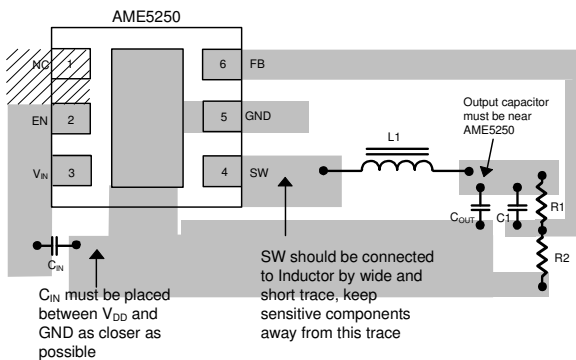 AME5250
NC 1
6 FB
EN 2
5 GND
VIN 3
4 SW
L1
Output capacitor
must be near
AME5250
COUT
C1
R1
R2
CIN
CIN must be placed
between VDD and
GND as closer as
possible
SW should be connected
to Inductor by wide and
short trace, keep
sensitive components
away from this trace